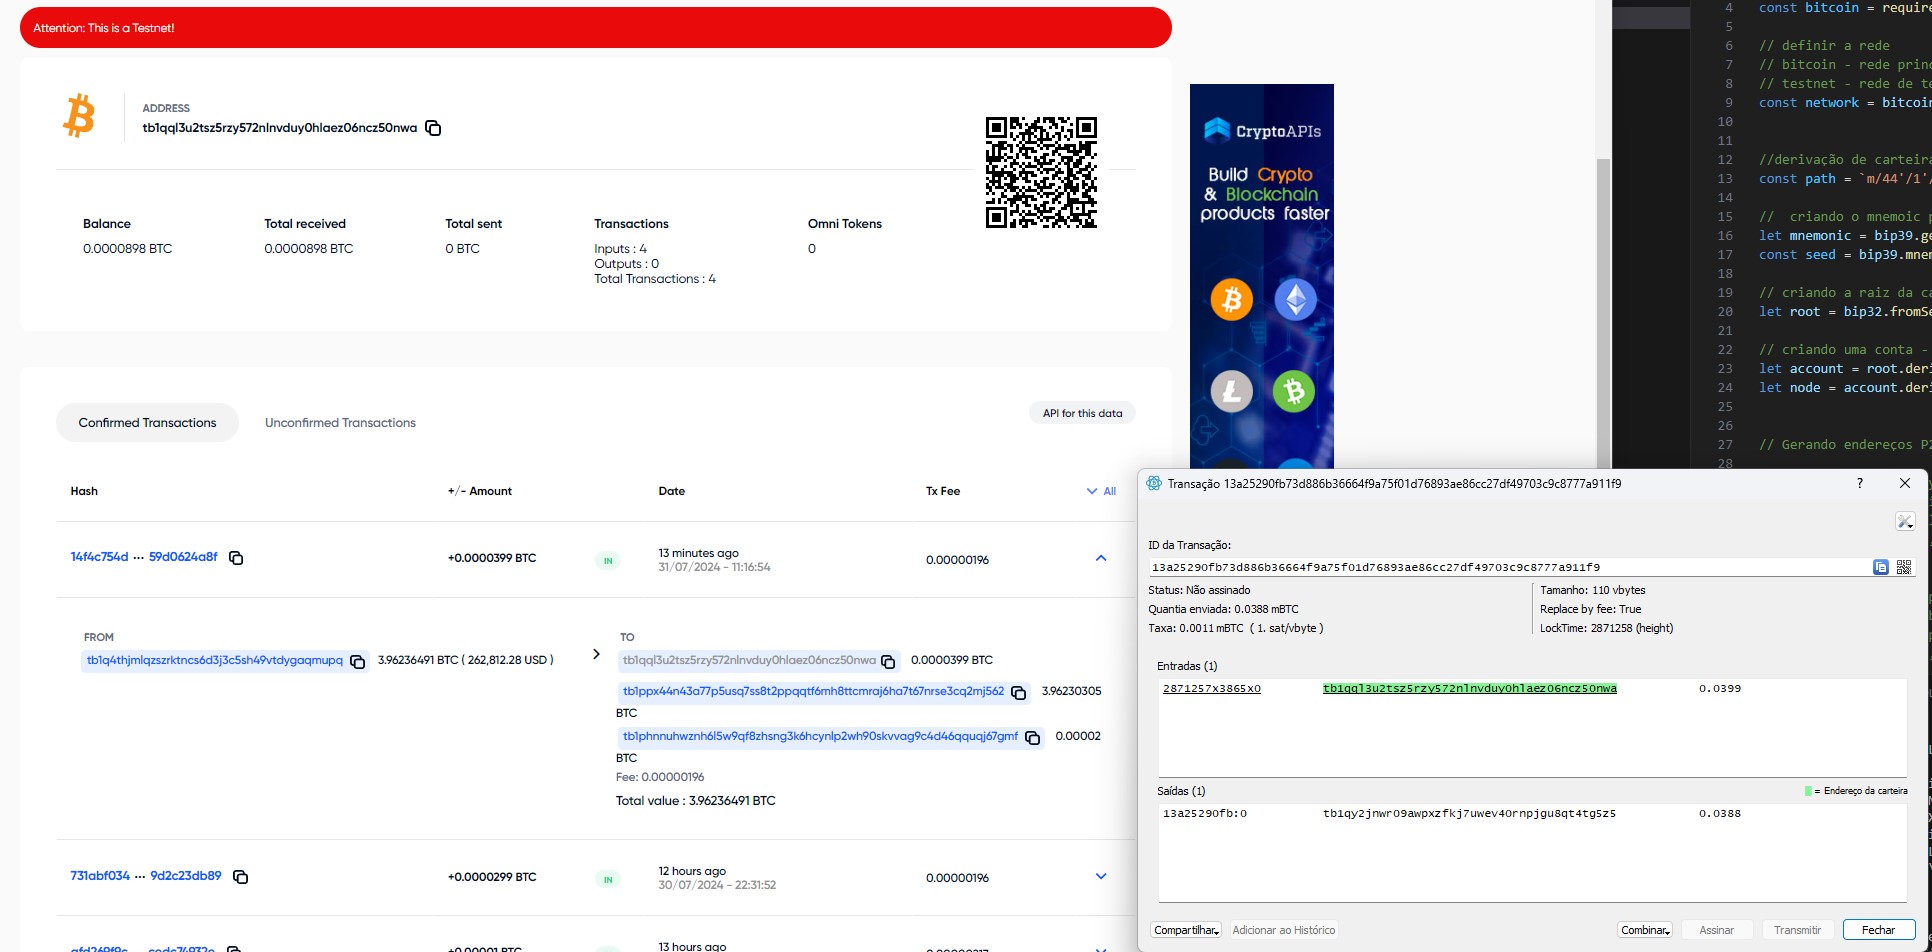 Attention: This is a Testnet!
ADDRESS
tb1qql3u2tsz5rzy572nlnvduy0hlaez06ncz50nwa
Balance
0.0000898 BTC
Total received
0.0000898 BTC
Total sent
0 BTC
Transactions
Inputs : 4
Outputs : 0
Total Transactions : 4
Omni Tokens
0
CryptoAPIs
Build Crypto
& Blockchain
products faster
Confirmed Transactions
Unconfirmed Transactions
API for this data
Hash
+/- Amount
Date
Tx Fee
All
14f4c754d ··· 59d0624a8f
+0.0000399 BTC
IN
13 minutes ago
31/07/2024 - 11:16:54
0.00000196
FROM
tb1q4thjmlqzszrktncs6d3j3c5sh49vtdygaqmupq
3.96236491 BTC ( 262,812.28 USD )
TO
tb1qql3u2tsz5rzy572nlnvduy0hlaez06ncz50nwa 0.0000399 BTC
tb1ppx44n43a77p5usq7ss8t2ppqqtf6mh8ttcmraj6ha7t67nrse3cq2mj562 3.96230305
BTC
tb1phnnuhwznh6l5w9qf8zhsng3k6hcynlp2wh90skvvag9c4d46qquqj67gmf 0.00002
BTC
Fee: 0.00000196
Total value : 3.96236491 BTC
731abf034 ··· 9d2c23db89
+0.0000299 BTC
IN
12 hours ago
30/07/2024 - 22:31:52
0.00000196
13 hours ago
4 const bitcoin = require
5
6 // definir a rede
7 // bitcoin - rede princ
8 // testnet - rede de te
9 const network = bitcoin
10
11
12 //derivação de carteira
13 const path = `m/44'/1'/
14
15 // criando o mnemoic p
16 let mnemonic = bip39.ge
17 const seed = bip39.mnem
18
19 // criando a raiz da ca
20 let root = bip32.fromSe
21
22 // criando uma conta -
23 let account = root.deri
24 let node = account.deri
25
26
27 // Gerando endereços P2
28
Transação 13a25290fb73d886b36664f9a75f01d76893ae86cc27df49703c9c8777a911f9
?
ID da Transação:
13a25290fb73d886b36664f9a75f01d76893ae86cc27df49703c9c8777a911f9
Status: Não assinado
Quantia enviada: 0.0388 mBTC
Taxa: 0.0011 mBTC ( 1. sat/vbyte )
Tamanho: 110 vbytes
Replace by fee: True
LockTime: 2871258 (height)
Entradas (1)
2871257x3865x0 tb1qql3u2tsz5rzy572nlnvduy0hlaez06ncz50nwa 0.0399
Saídas (1)
= Endereço da carteira
13a25290fb:0 tb1qy2jnwr09awpxzfkj7uwev40rnpjgu8qt4tg5z5 0.0388
Compartilhar
Adicionar ao Histórico
Combinar
Assinar
Transmitir
Fechar